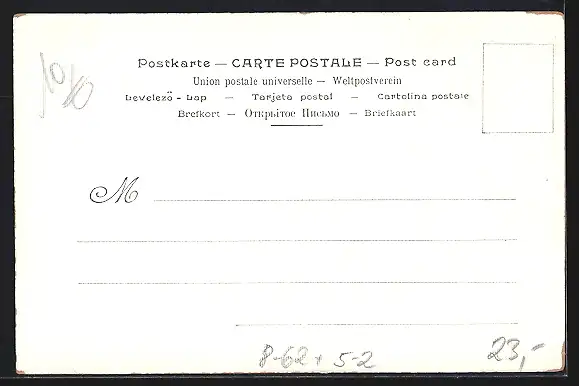 10/10
Postkarte — CARTE POSTALE — Post card
Union postale universelle — Weltpostverein
Levelező - Lap — Tarjeta postal — Cartolina postale
Brefkort — Открытое Письмо — Briefkaart
M
8-62 + 5-2
23,-